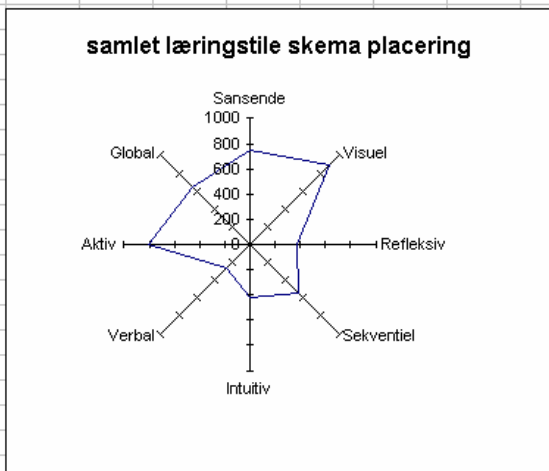 samlet læringstile skema placering
Sansende
1000
Global
800
Visuel
600
400
200
Aktiv
0
Refleksiv
Verbal
Sekventiel
Intuitiv